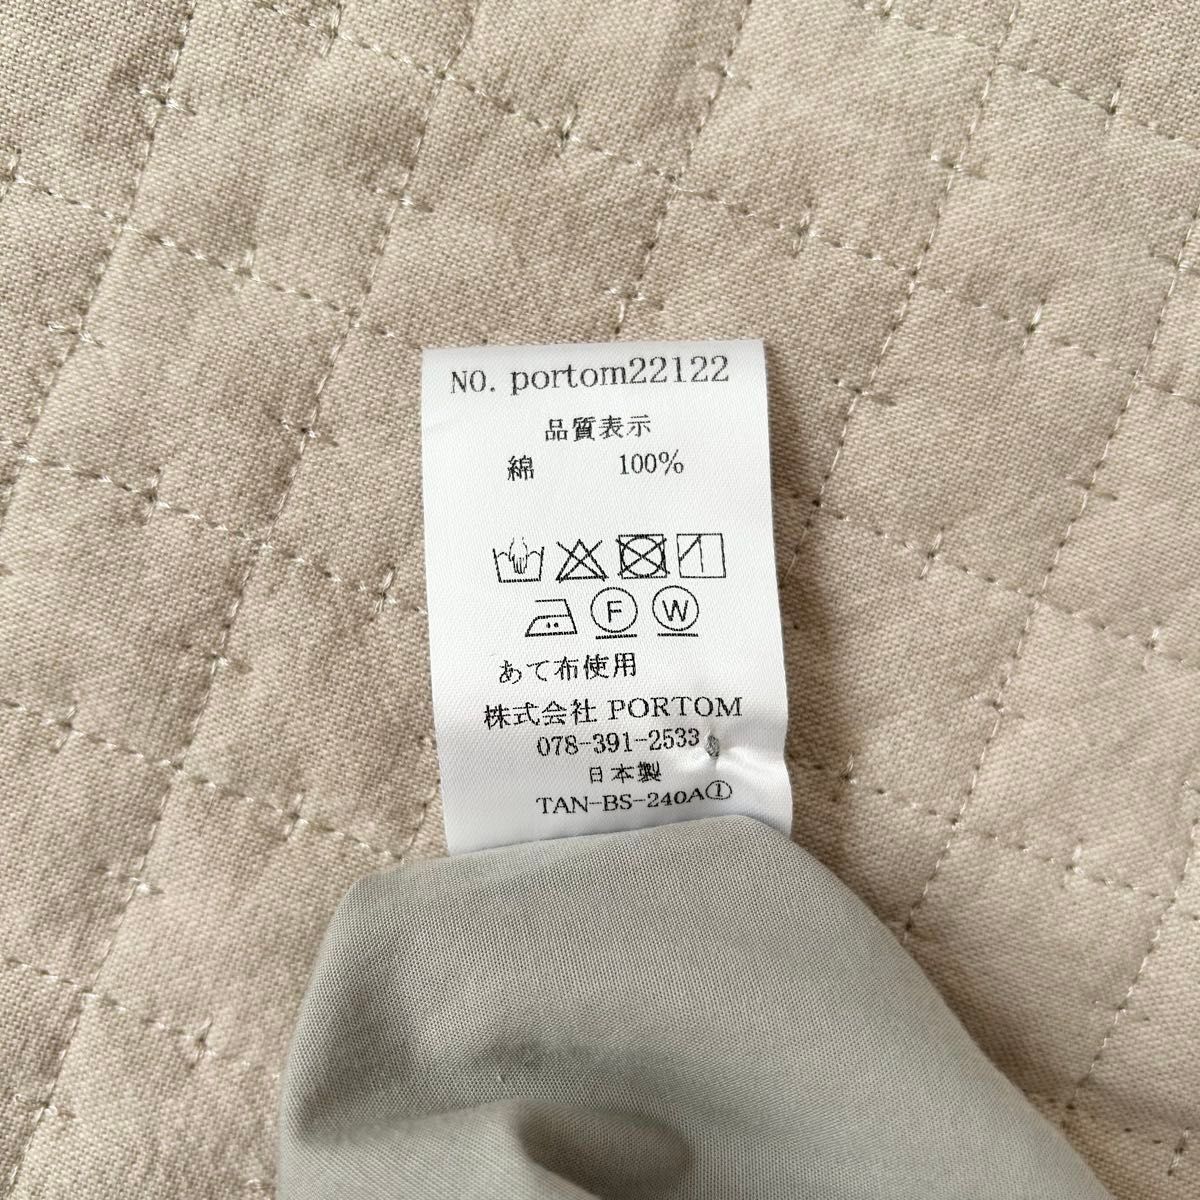 NO. portom22122
品質表示
綿 100%
F W
あて布使用
株式会社 PORTOM
078-391-2533
日本製
TAN-BS-240A①